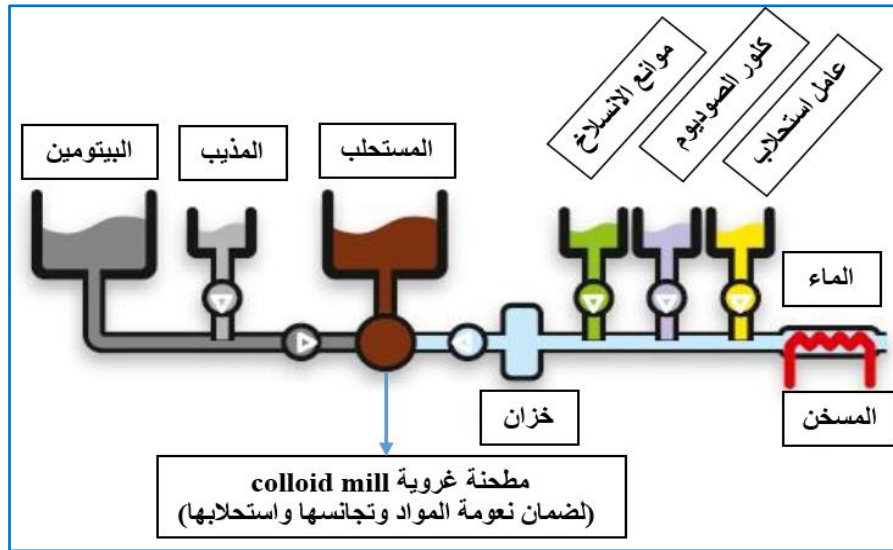 موانع الانسلاخ
كلور الصوديوم
عامل استحلاب
البيتومين
المذيب
المستحلب
الماء
خزان
المسخن
مطحنة غروية colloid mill
(لضمان نعومة المواد وتجانسها واستحلابها)